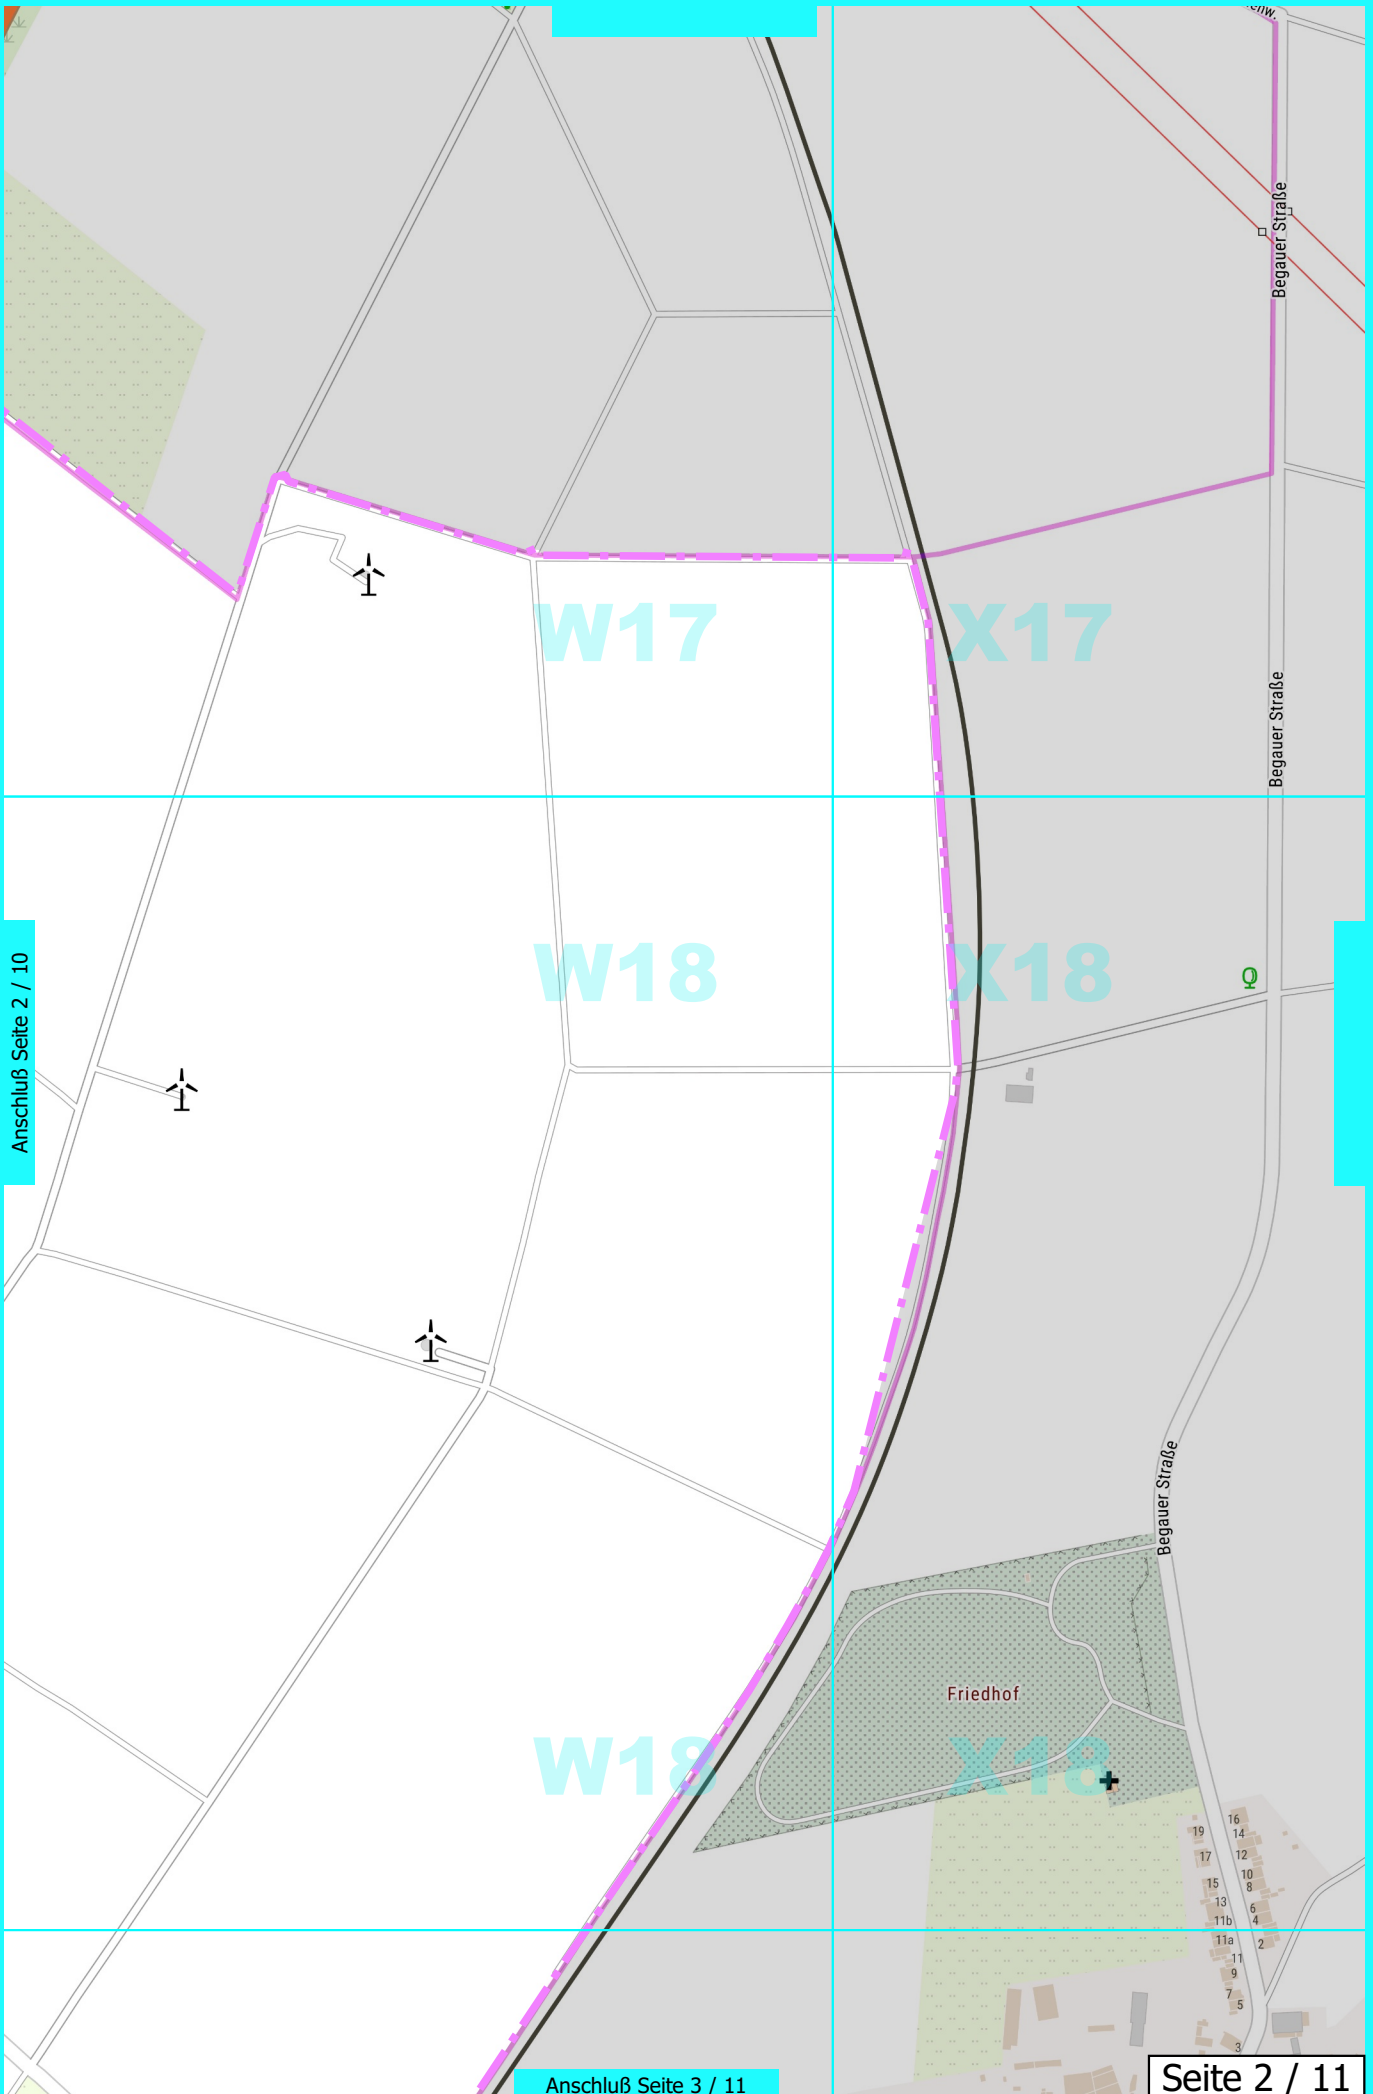 Begauer Straße
W17
X17
Begauer Straße
W18
X18
Anschluß Seite 2 / 10
Begauer Straße
Friedhof
W18
X18
16
19
14
17
12
10
15
8
13
6
11b
4
11a
2
11
9
7
5
3
Anschluß Seite 3 / 11
Seite 2 / 11